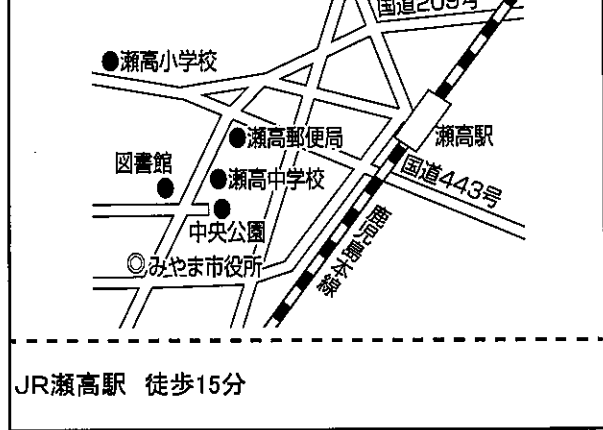 国道209号
瀬高小学校
瀬高郵便局
瀬高駅
図書館
瀬高中学校
国道443号
中央公園
みやま市役所
鹿児島本線
JR瀬高駅 徒歩15分